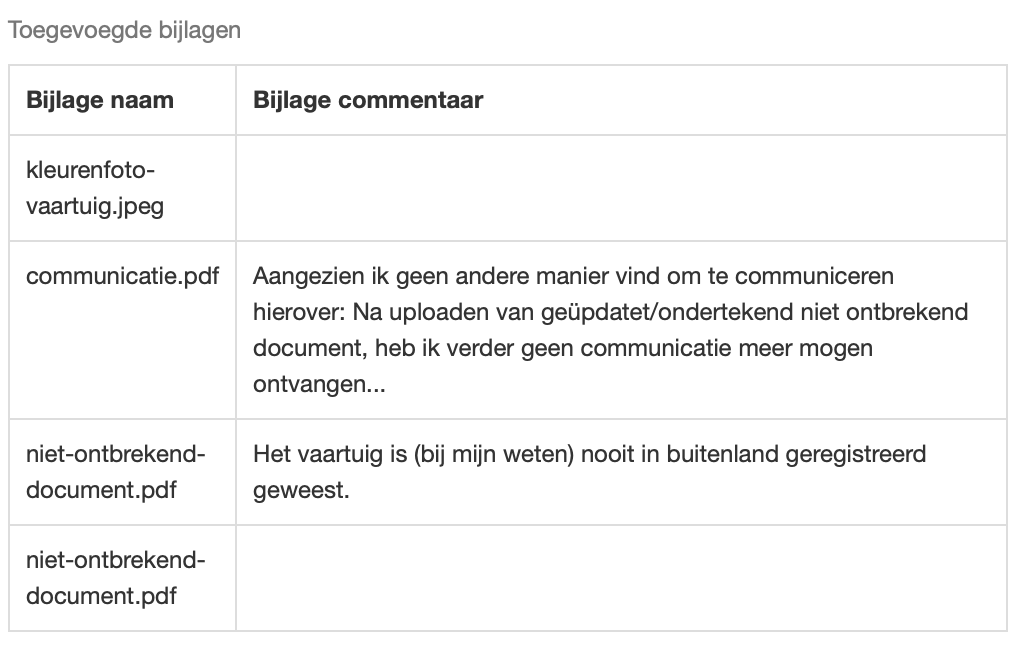 Toegevoegde bijlagen
Bijlage naam
Bijlage commentaar
kleurenfoto-
vaartuig.jpeg
communicatie.pdf
Aangezien ik geen andere manier vind om te communiceren
hierover: Na uploaden van geüpdatet/ondertekend niet ontbrekend
document, heb ik verder geen communicatie meer mogen
ontvangen...
niet-ontbrekend-
document.pdf
Het vaartuig is (bij mijn weten) nooit in buitenland geregistreerd
geweest.
niet-ontbrekend-
document.pdf